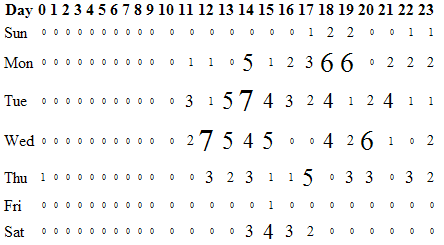 Day 0 1 2 3 4 5 6 7 8 9 10 11 12 13 14 15 16 17 18 19 20 21 22 23
Sun 0 0 0 0 0 0 0 0 0 0 0 0 0 0 0 0 0 1 2 2 0 0 1 1
Mon 0 0 0 0 0 0 0 0 0 0 0 1 1 0 5 1 2 3 6 6 0 2 2 2
Tue 0 0 0 0 0 0 0 0 0 0 0 3 1 5 7 4 3 2 4 1 2 4 1 1
Wed 0 0 0 0 0 0 0 0 0 0 0 2 7 5 4 5 0 0 4 2 6 1 0 2
Thu 1 0 0 0 0 0 0 0 0 0 0 0 3 2 3 1 1 5 0 3 3 0 3 2
Fri 0 0 0 0 0 0 0 0 0 0 0 0 0 0 0 1 0 0 0 0 0 0 0 0
Sat 0 0 0 0 0 0 0 0 0 0 0 0 0 0 3 4 3 2 0 0 0 0 0 0